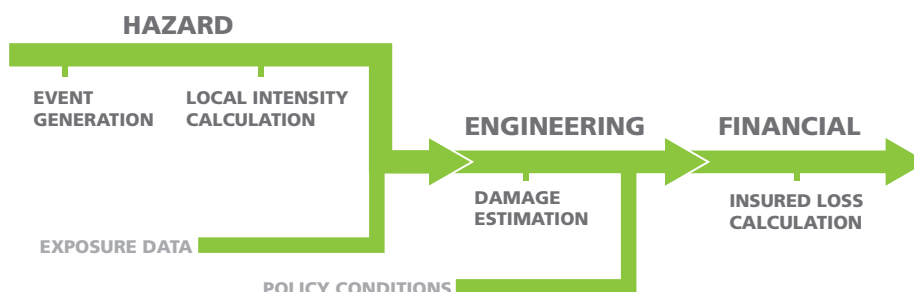 HAZARD
EVENT
GENERATION
LOCAL INTENSITY
CALCULATION
ENGINEERING
FINANCIAL
DAMAGE
ESTIMATION
INSURED LOSS
CALCULATION
EXPOSURE DATA
POLICY CONDITIONS